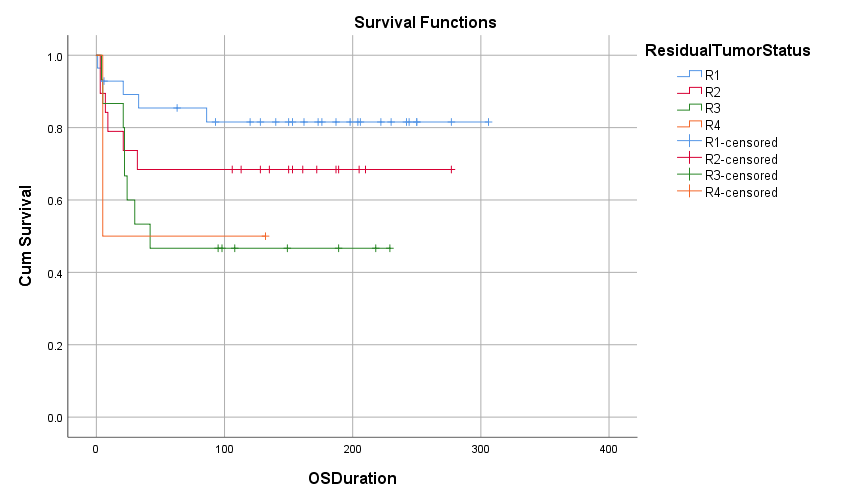 Survival Functions
ResidualTumorStatus
R1
R2
R3
R4
R1-censored
R2-censored
R3-censored
R4-censored
Cum Survival
1.0
0.8
0.6
0.4
0.2
0.0
0
100
200
300
400
OSDuration